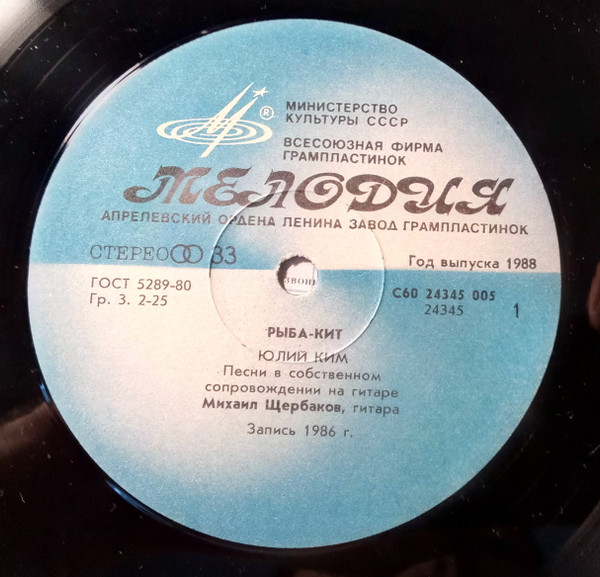 ®
МИНИСТЕРСТВО
КУЛЬТУРЫ СССР
ВСЕСОЮЗНАЯ ФИРМА
ГРАМПЛАСТИНОК
МЕЛОДИЯ
АПРЕЛЕВСКИЙ ОРДЕНА ЛЕНИНА ЗАВОД ГРАМПЛАСТИНОК
СТЕРЕО 33
Год выпуска 1988
ГОСТ 5289-80
Гр. 3. 2-25
С60 24345 005
24345
1
РЫБА-КИТ
ЮЛИЙ КИМ
Песни в собственном
сопровождении на гитаре
Михаил Щербаков, гитара
Запись 1986 г.